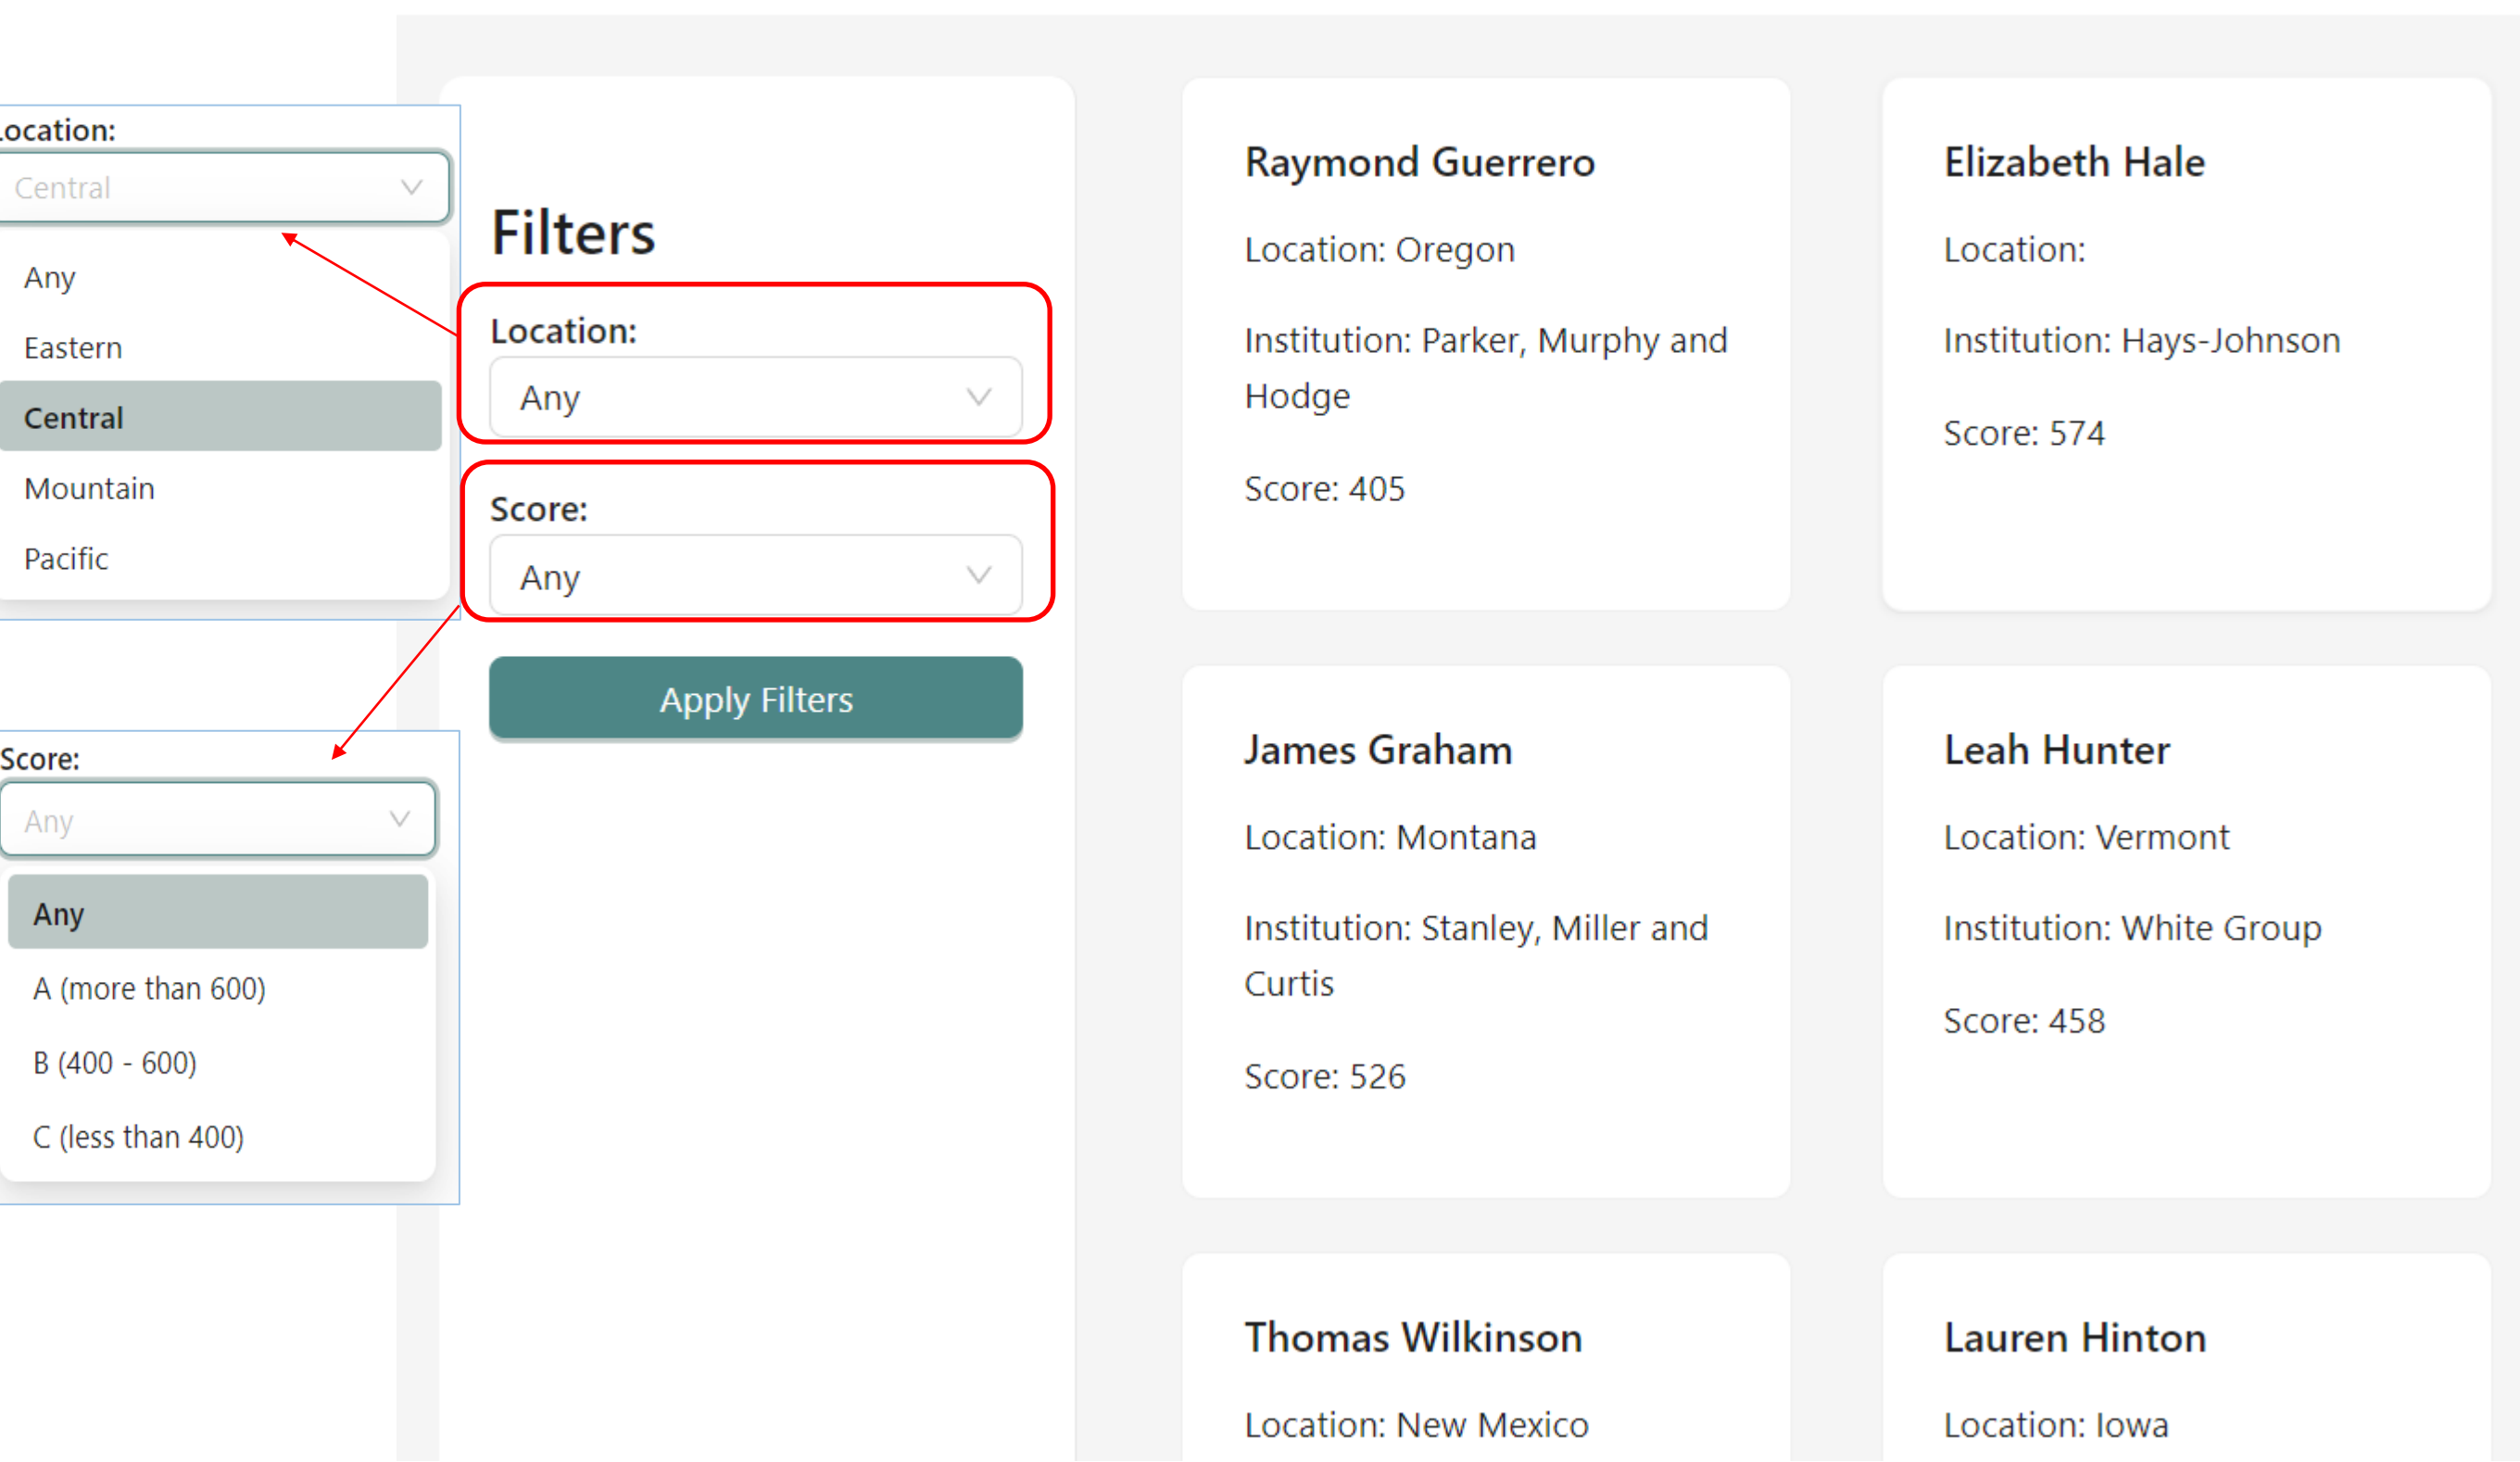 Location:
Central
Any
Eastern
Central
Mountain
Pacific
Score:
Any
Any
A (more than 600)
B (400 - 600)
C (less than 400)
Filters
Location:
Any
Score:
Any
Apply Filters
Raymond Guerrero
Location: Oregon
Institution: Parker, Murphy and
Hodge
Score: 405
Elizabeth Hale
Location:
Institution: Hays-Johnson
Score: 574
James Graham
Location: Montana
Institution: Stanley, Miller and
Curtis
Score: 526
Leah Hunter
Location: Vermont
Institution: White Group
Score: 458
Thomas Wilkinson
Location: New Mexico
Lauren Hinton
Location: Iowa